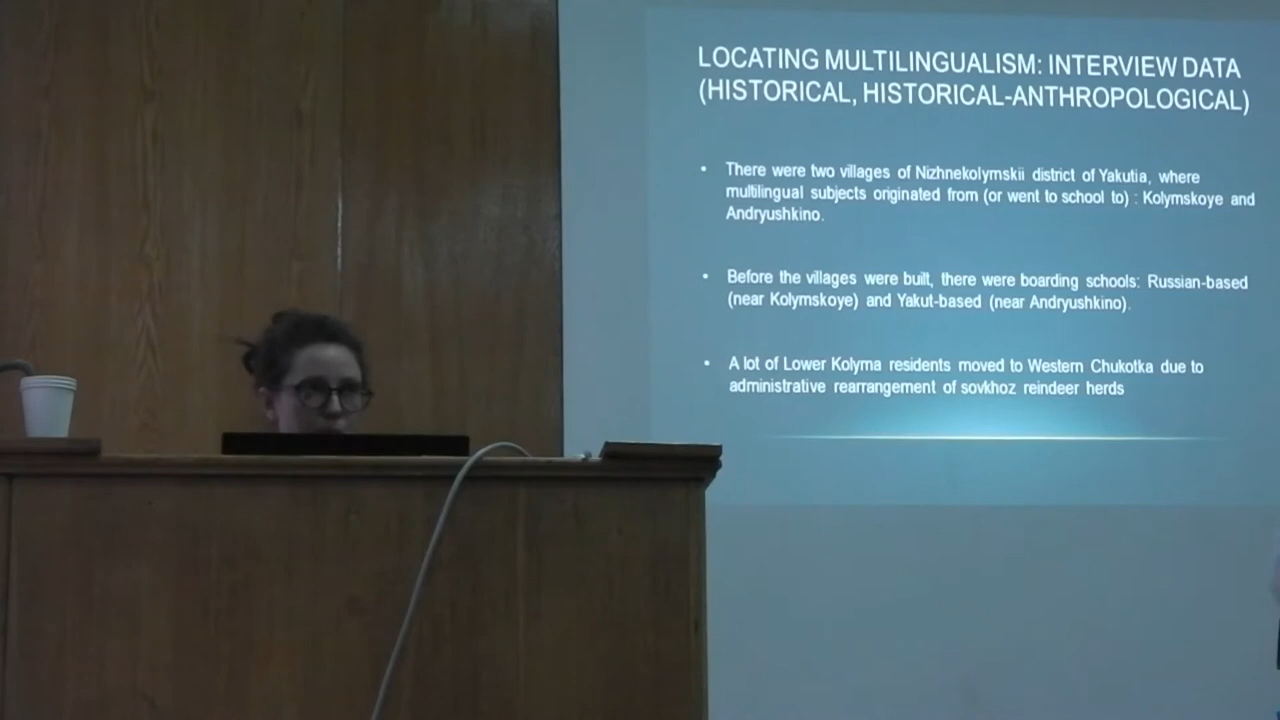 LOCATING MULTILINGUALISM: INTERVIEW DATA
(HISTORICAL, HISTORICAL-ANTHROPOLOGICAL)
• There were two villages of Nizhnekolymskii district of Yakutia, where
multilingual subjects originated from (or went to school to) : Kolymskoye and
Andryushkino.
• Before the villages were built, there were boarding schools: Russian-based
(near Kolymskoye) and Yakut-based (near Andryushkino).
• A lot of Lower Kolyma residents moved to Western Chukotka due to
administrative rearrangement of sovkhoz reindeer herds